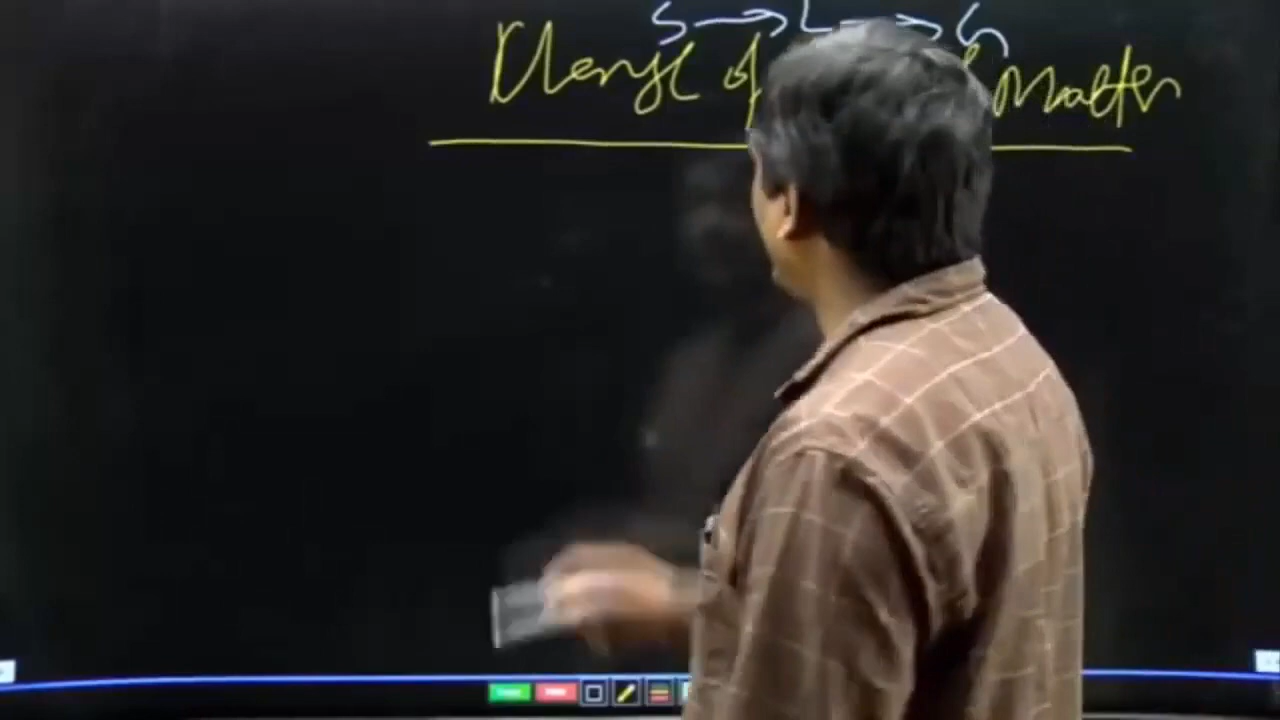 S → L → G
Change of Matter